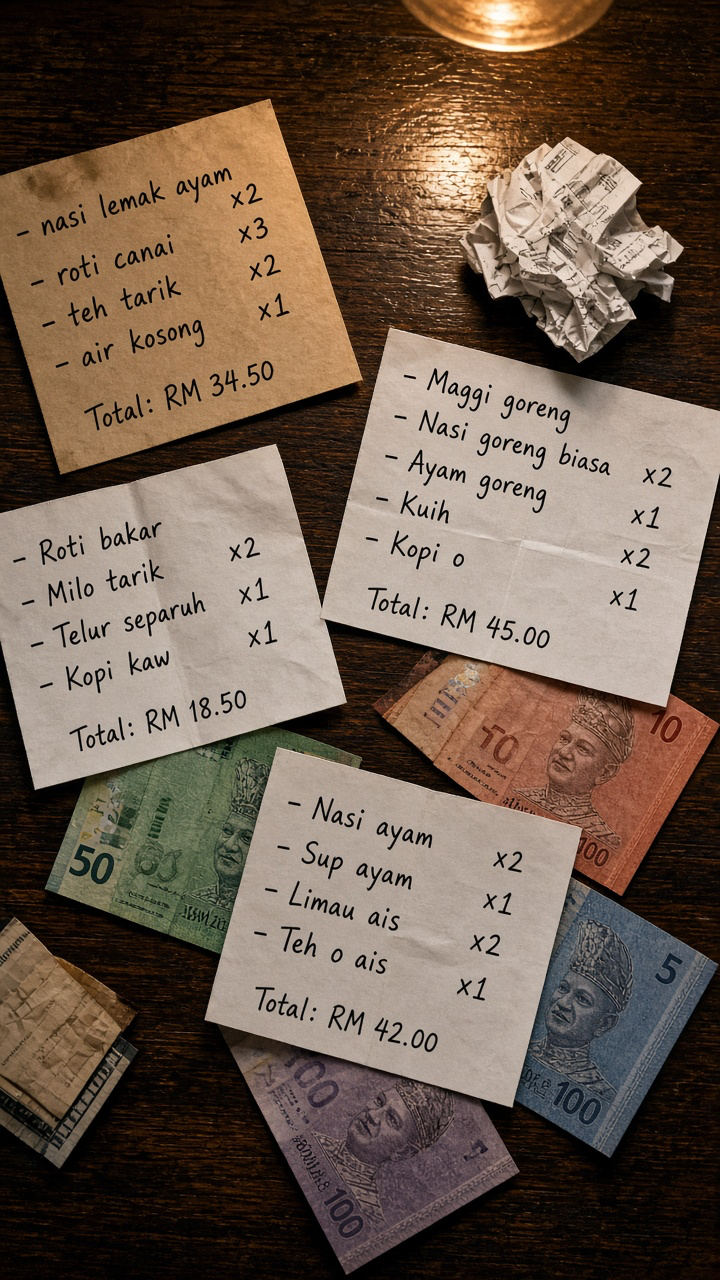 - nasi lemak ayam x2
- roti canai x3
- teh tarik x2
- air kosong x1
Total: RM 34.50
- Maggi goreng
- Nasi goreng biasa x2
- Ayam goreng x1
- Kuih x2
- Kopi o x1
Total: RM 45.00
- Roti bakar x2
- Milo tarik x1
- Telur separuh x1
- Kopi kaw
Total: RM 18.50
- Nasi ayam x2
- Sup ayam x1
- Limau ais x2
- Teh o ais x1
Total: RM 42.00
10
10
100
50
5
100
100
100